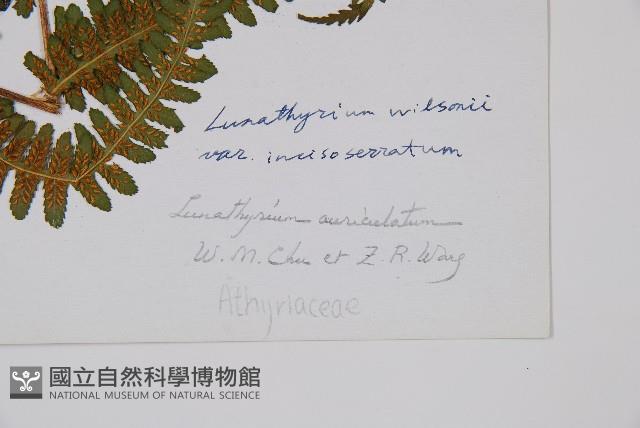 Lunathyrium wilsonii
var. incisoserratum
Lunathyrium auriculatum
W. M. Chu et Z. R. Wang
Athyriaceae
國立自然科學博物館
NATIONAL MUSEUM OF NATURAL SCIENCE